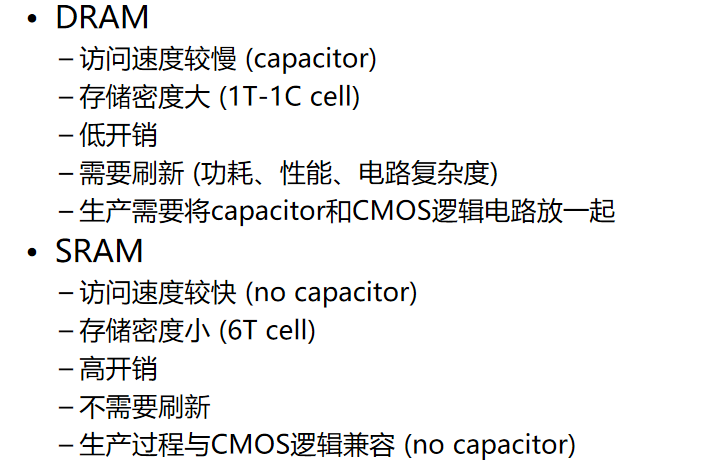 • DRAM
– 访问速度较慢 (capacitor)
– 存储密度大 (1T-1C cell)
– 低开销
– 需要刷新 (功耗、性能、电路复杂度)
– 生产需要将capacitor和CMOS逻辑电路放一起
• SRAM
– 访问速度较快 (no capacitor)
– 存储密度小 (6T cell)
– 高开销
– 不需要刷新
– 生产过程与CMOS逻辑兼容 (no capacitor)